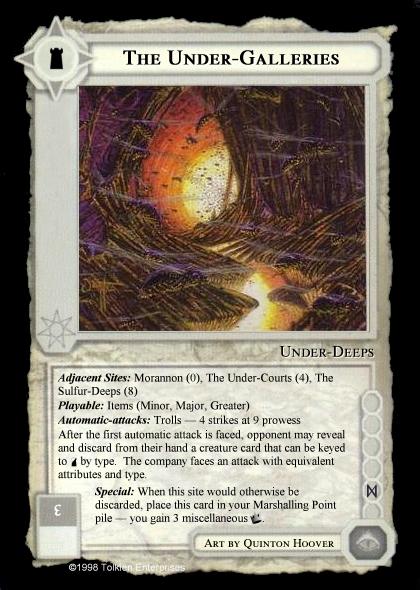 THE UNDER-GALLERIES
UNDER-DEEPS
Adjacent Sites: Morannon (0), The Under-Courts (4), The
Sulfur-Deeps (8)
Playable: Items (Minor, Major, Greater)
Automatic-attacks: Trolls — 4 strikes at 9 prowess
After the first automatic attack is faced, opponent may reveal
and discard from their hand a creature card that can be keyed
to by type. The company faces an attack with equivalent
attributes and type.
Special: When this site would otherwise be
discarded, place this card in your Marshalling Point
pile — you gain 3 miscellaneous .
ART BY QUINTON HOOVER
©1998 Tolkien Enterprises